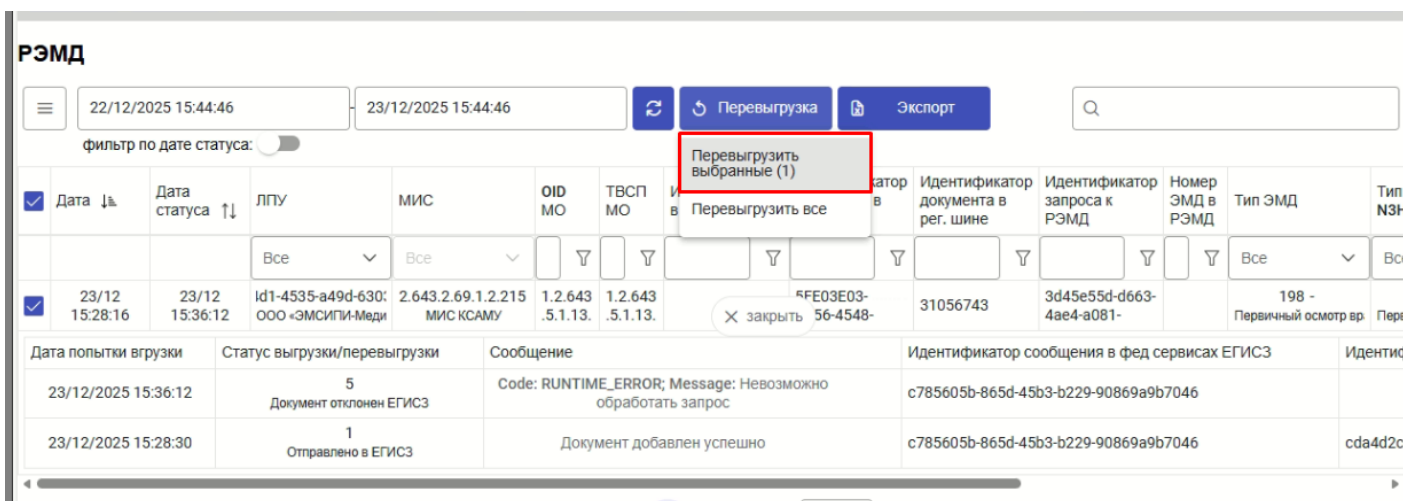 РЭМД
22/12/2025 15:44:46 - 23/12/2025 15:44:46 Перевыгрузка Экспорт
фильтр по дате статуса:
Перевыгрузить
выбранные (1)
Перевыгрузить все
Дата
Дата
статуса
ЛПУ
МИС
OID
МО
ТВСП
МО
Идентификатор
документа в
рег. шине
Идентификатор
запроса к
РЭМД
Номер
ЭМД в
РЭМД
Тип ЭМД
Тип
Все Все Все
23/12
15:28:16
23/12
15:36:12
ООО «ЭМСИПИ-Меди
2.643.2.69.1.2.215
МИС КСАМУ
1.2.643
.5.1.13.
1.2.643
.5.1.13.
закрыть
5FE03E03-
56-4548-
31056743
3d45e55d-d663-
4ae4-a081-
198 -
Первичный осмотр вр
Дата попытки вгрузки Статус выгрузки/перевыгрузки Сообщение Идентификатор сообщения в фед сервисах ЕГИСЗ
23/12/2025 15:36:12
5
Документ отклонен ЕГИСЗ
Code: RUNTIME_ERROR; Message: Невозможно
обработать запрос
c785605b-865d-45b3-b229-90869a9b7046
23/12/2025 15:28:30
1
Отправлено в ЕГИСЗ
Документ добавлен успешно
c785605b-865d-45b3-b229-90869a9b7046
cda4d2c